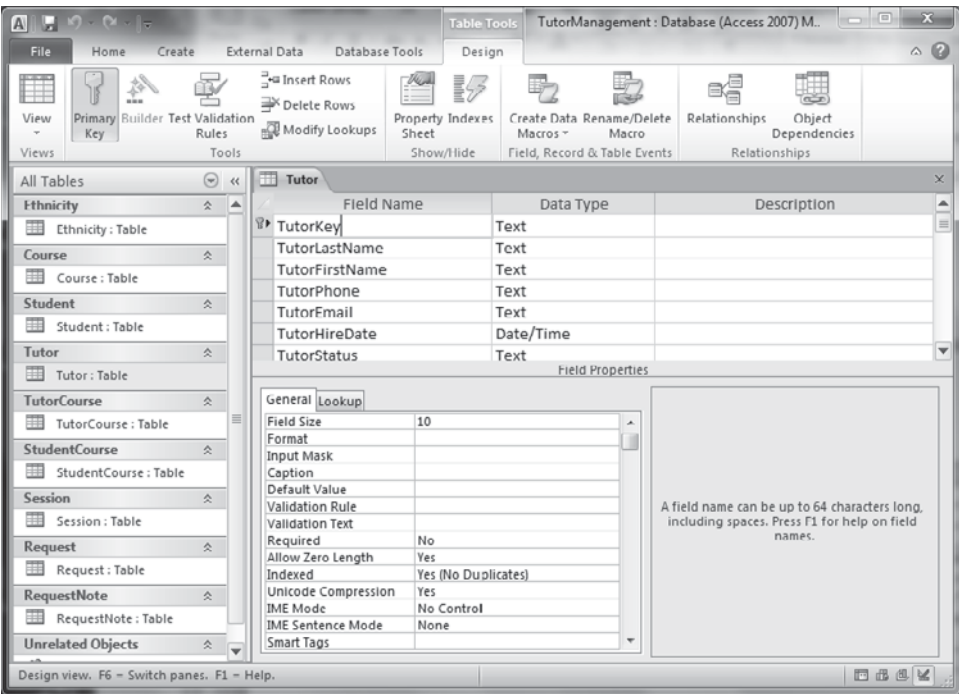 A
Table Tools
TutorManagement : Database (Access 2007) M..
File Home Create External Data Database Tools Design
View
Primary Key
Builder
Test Validation Rules
Insert Rows
Delete Rows
Modify Lookups
Property Sheet
Indexes
Create Data Macros
Rename/Delete Macro
Relationships
Object Dependencies
Views Tools Show/Hide Field, Record & Table Events Relationships
All Tables
Ethnicity
Ethnicity : Table
Course
Course : Table
Student
Student : Table
Tutor
Tutor : Table
TutorCourse
TutorCourse : Table
StudentCourse
StudentCourse : Table
Session
Session : Table
Request
Request : Table
RequestNote
RequestNote : Table
Unrelated Objects
Tutor
Field Name Data Type Description
TutorKey Text
TutorLastName Text
TutorFirstName Text
TutorPhone Text
TutorEmail Text
TutorHireDate Date/Time
TutorStatus Text
Field Properties
General Lookup
Field Size 10
Format
Input Mask
Caption
Default Value
Validation Rule
Validation Text
Required No
Allow Zero Length Yes
Indexed Yes (No Duplicates)
Unicode Compression Yes
IME Mode No Control
IME Sentence Mode None
Smart Tags
A field name can be up to 64 characters long,
including spaces. Press F1 for help on field
names.
Design view. F6 = Switch panes. F1 = Help.